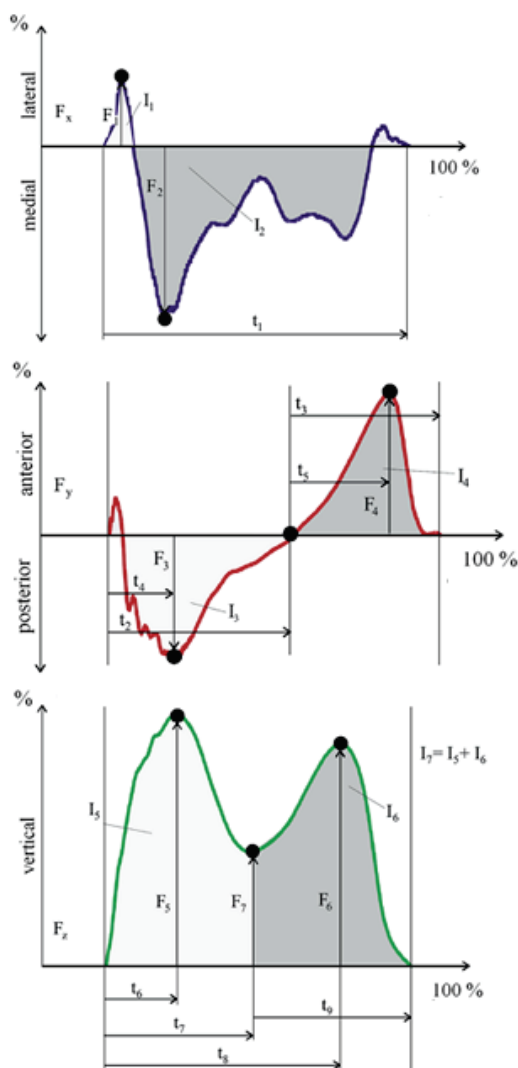 %
lateral
medial
Fx
F1
I1
F2
I2
100 %
t1
%
anterior
posterior
Fy
t3
t5
I4
F4
F3
100 %
t4
t2
I3
%
vertical
I7= I5 + I6
I5
I6
F5
F7
F6
Fz
100 %
t6
t9
t7
t8